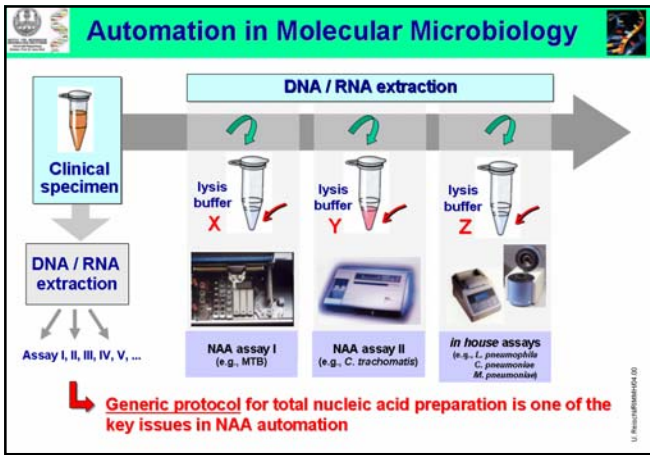 Automation in Molecular Microbiology
DNA / RNA extraction
Clinical
specimen
lysis
buffer
X
lysis
buffer
Y
lysis
buffer
Z
DNA / RNA
extraction
Assay I, II, III, IV, V, ...
NAA assay I
(e.g., MTB)
NAA assay II
(e.g., C. trachomatis)
in house assays
(e.g., L. pneumophila
C. pneumoniae
M. pneumoniae)
Generic protocol for total nucleic acid preparation is one of the
key issues in NAA automation